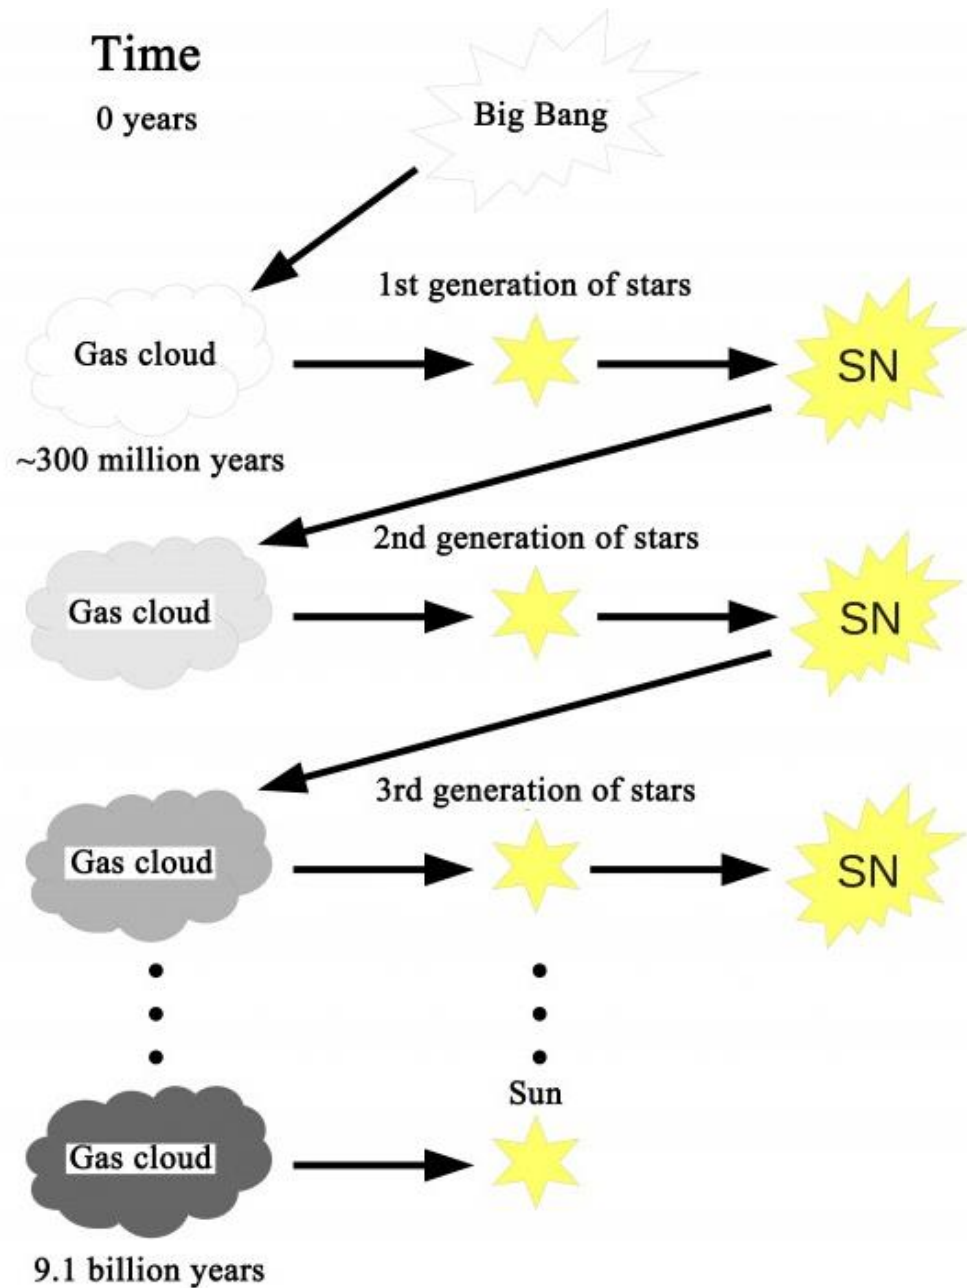 Time
0 years
Big Bang
1st generation of stars
Gas cloud
SN
~300 million years
2nd generation of stars
Gas cloud
SN
3rd generation of stars
Gas cloud
SN
Sun
Gas cloud
9.1 billion years